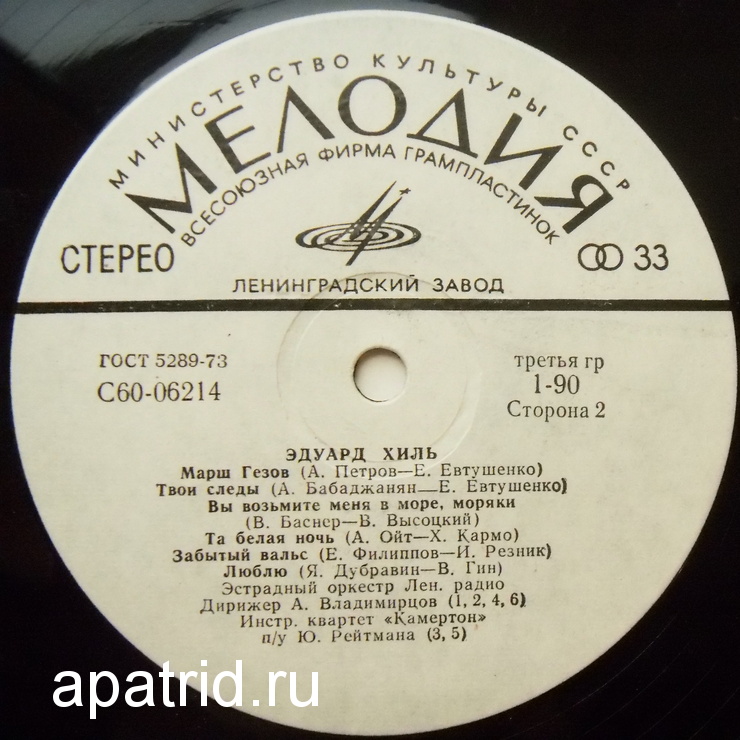 МИНИСТЕРСТВО КУЛЬТУРЫ СССР
МЕЛОДИЯ
ВСЕСОЮЗНАЯ ФИРМА ГРАМПЛАСТИНОК
СТЕРЕО
33
ЛЕНИНГРАДСКИЙ ЗАВОД
ГОСТ 5289-73
С60-06214
третья гр
1-90
Сторона 2
ЭДУАРД ХИЛЬ
Марш Гезов (А. Петров—Е. Евтушенко)
Твои следы (А. Бабаджанян—Е. Евтушенко)
Вы возьмите меня в море, моряки
(В. Баснер—В. Высоцкий)
Та белая ночь (А. Ойт—Х. Кармо)
Забытый вальс (Е. Филиппов—И. Резник)
Люблю (Я. Дубравин—В. Гин)
Эстрадный оркестр Лен. радио
Дирижер А. Владимирцов (1, 2, 4, 6)
Инстр. квартет «Камертон»
п/у Ю. Рейтмана (3, 5)
apatrid.ru